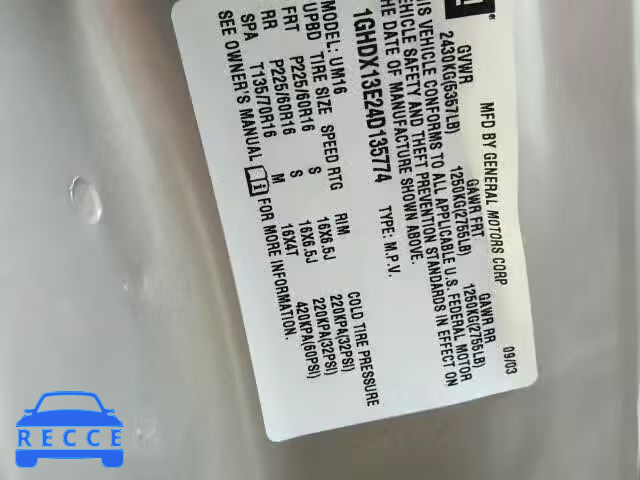 MFD BY GENERAL MOTORS CORP 09/03
GVWR GAWR FRT GAWR RR
2430KG(5357LB) 1250KG(2755LB) 1250KG(2755LB)
IS VEHICLE CONFORMS TO ALL APPLICABLE U.S. FEDERAL MOTOR
VEHICLE SAFETY AND THEFT PREVENTION STANDARDS IN EFFECT ON
THE DATE OF MANUFACTURE SHOWN ABOVE.
1GHDX13E24D135774 TYPE: M.P.V.
MODEL: UM16
UPBD TIRE SIZE SPEED RTG RIM COLD TIRE PRESSURE
FRT P225/60R16 S 16X6.5J 220KPA(32PSI)
RR P225/60R16 S 16X6.5J 220KPA(32PSI)
SPA T135/70R16 M 16X4T 420KPA(60PSI)
SEE OWNER'S MANUAL FOR MORE INFORMATION.
RECCE